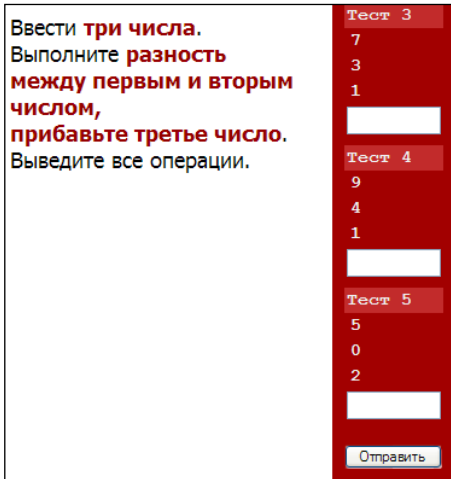 Ввести три числа.
Выполните разность
между первым и вторым
числом,
прибавьте третье число.
Выведите все операции.
Тест 3
7
3
1
Тест 4
9
4
1
Тест 5
5
0
2
Отправить